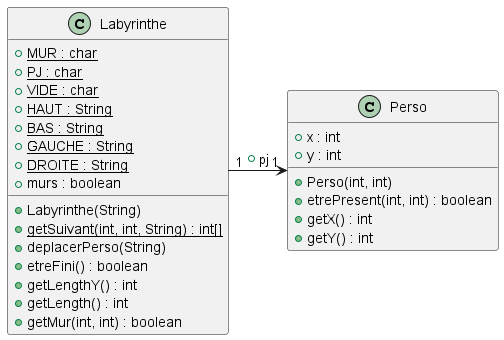 C Labyrinthe
MUR : char
PJ : char
VIDE : char
HAUT : String
BAS : String
GAUCHE : String
DROITE : String
murs : boolean
Labyrinthe(String)
getSuivant(int, int, String) : int[]
deplacerPerso(String)
etreFini() : boolean
getLengthY() : int
getLength() : int
getMur(int, int) : boolean
1 pj 1
C Perso
x : int
y : int
Perso(int, int)
etrePresent(int, int) : boolean
getX() : int
getY() : int